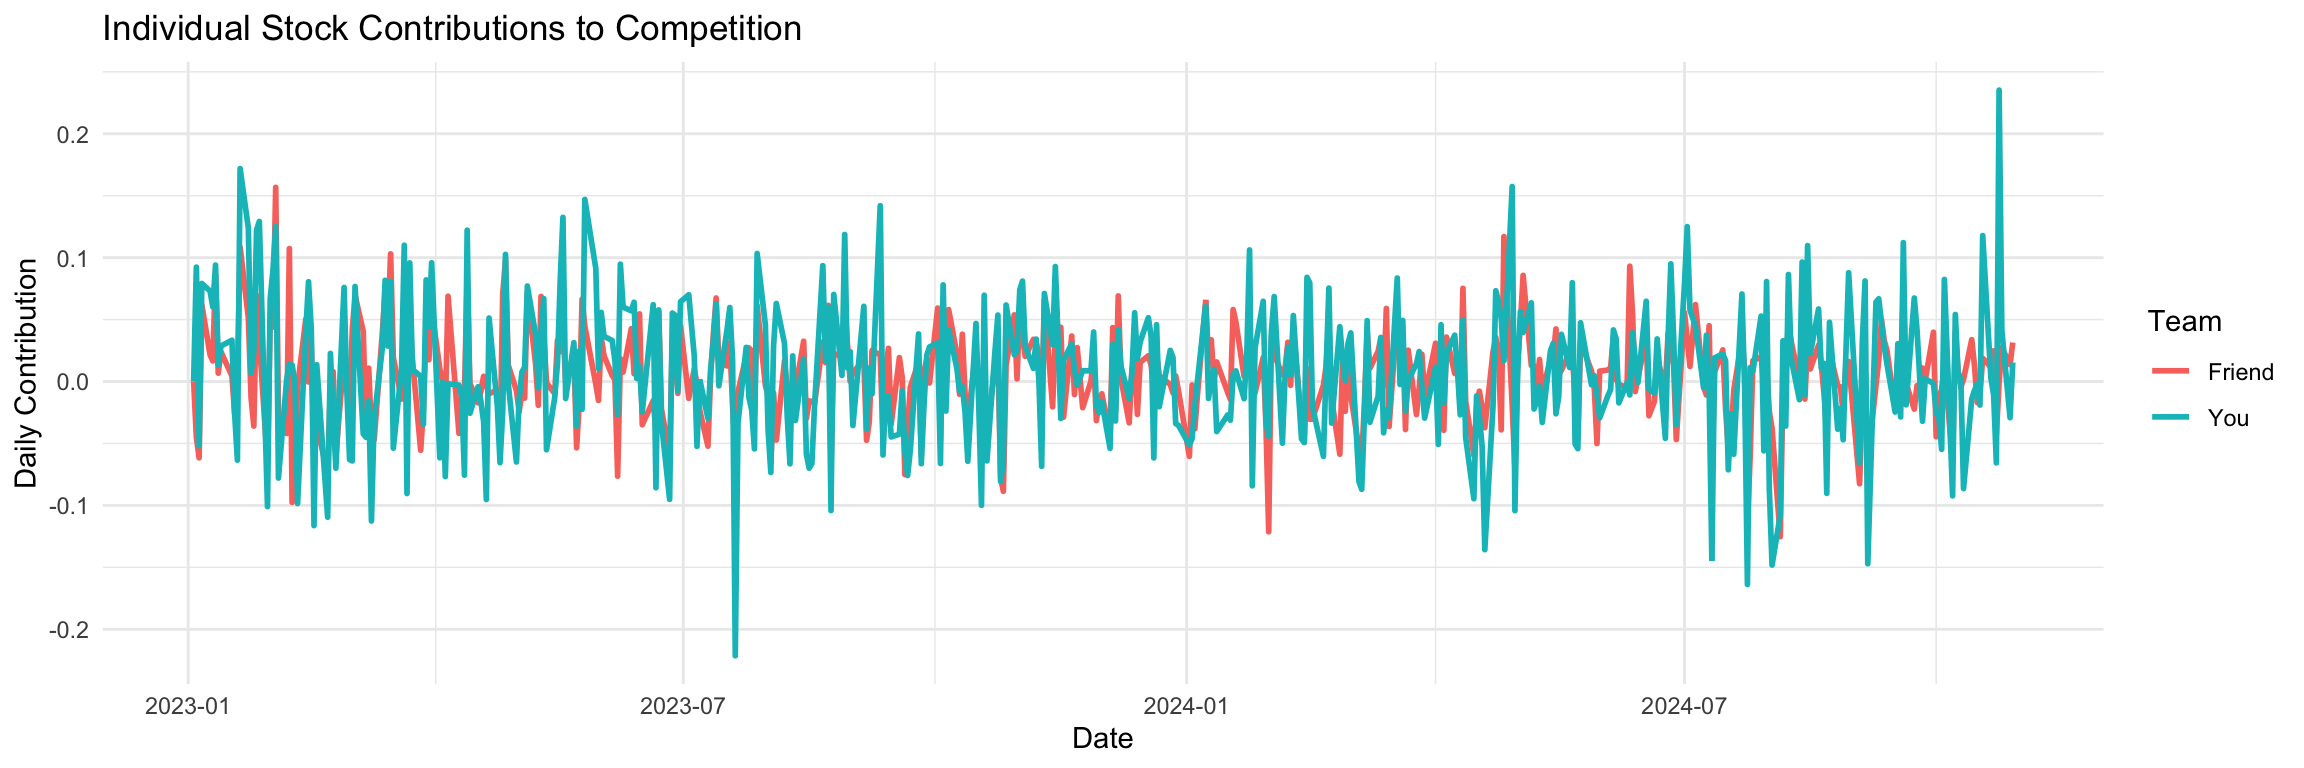 Individual Stock Contributions to Competition
Daily Contribution
0.2
0.1
0.0
-0.1
-0.2
2023-01
2023-07
2024-01
2024-07
Date
Team
Friend
You